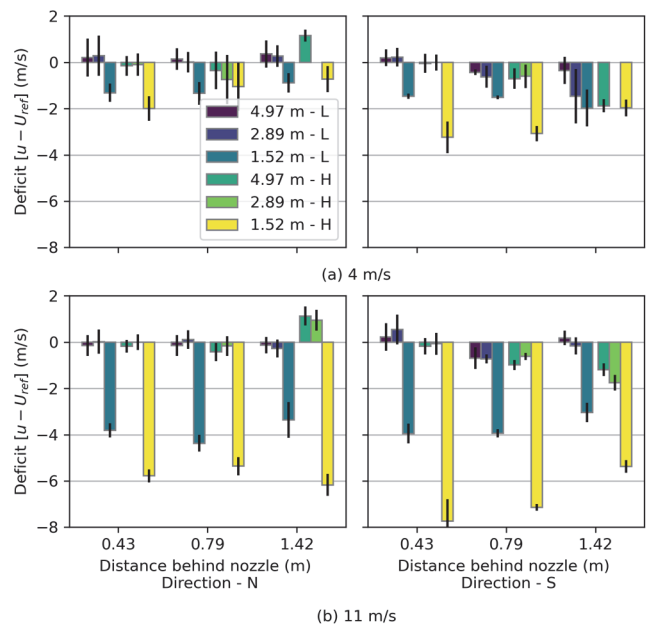 2
0
−2
−4
−6
−8
Deficit [u − U_ref] (m/s)
4.97 m - L
2.89 m - L
1.52 m - L
4.97 m - H
2.89 m - H
1.52 m - H
(a) 4 m/s
2
0
−2
−4
−6
−8
Deficit [u − U_ref] (m/s)
0.43 0.79 1.42
Distance behind nozzle (m)
Direction - N
0.43 0.79 1.42
Distance behind nozzle (m)
Direction - S
(b) 11 m/s